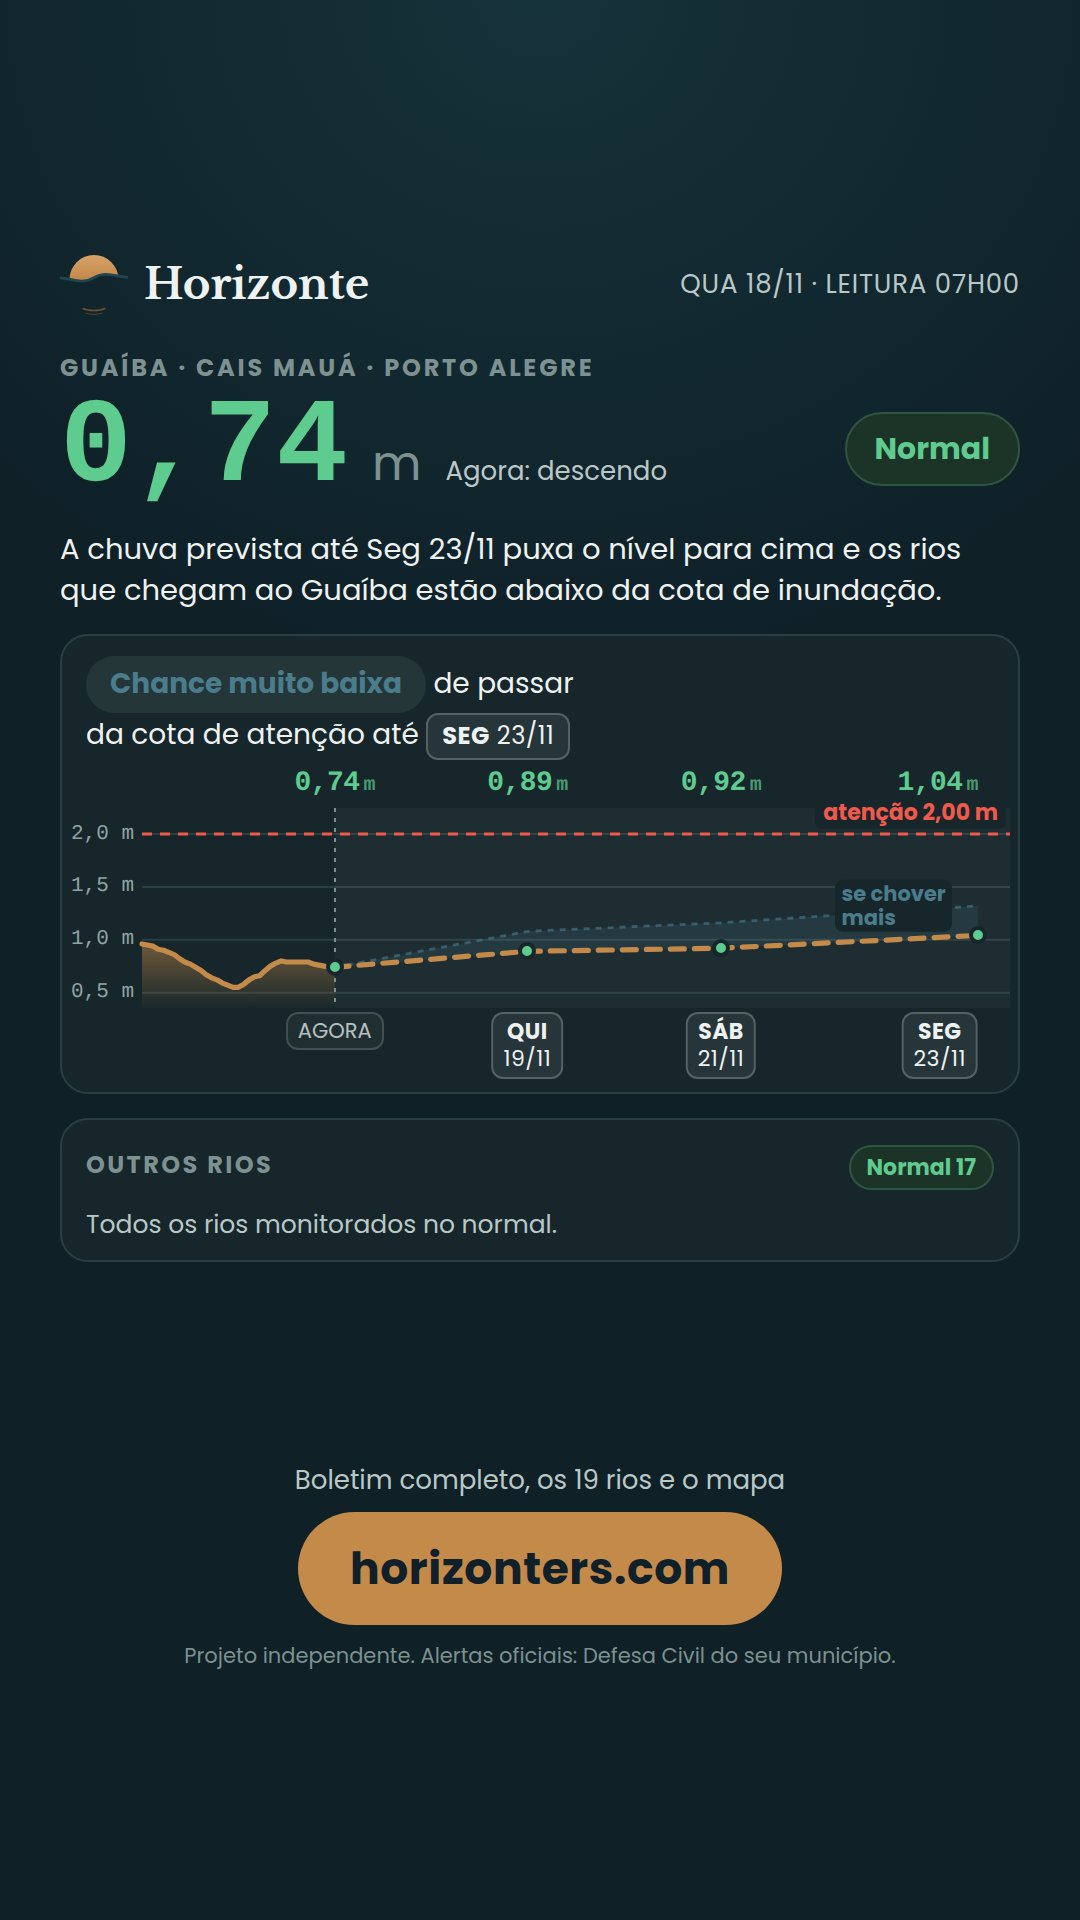 Horizonte
QUA 18/11 · LEITURA 07H00
GUAÍBA · CAIS MAUÁ · PORTO ALEGRE
0,74 m Agora: descendo
Normal
A chuva prevista até Seg 23/11 puxa o nível para cima e os rios
que chegam ao Guaíba estão abaixo da cota de inundação.
Chance muito baixa de passar
da cota de atenção até SEG 23/11
0,74 m 0,89 m 0,92 m 1,04 m
atenção 2,00 m
2,0 m
1,5 m
se chover
mais
1,0 m
0,5 m
AGORA QUI SÁB SEG
19/11 21/11 23/11
OUTROS RIOS
Normal 17
Todos os rios monitorados no normal.
Boletim completo, os 19 rios e o mapa
horizonters.com
Projeto independente. Alertas oficiais: Defesa Civil do seu município.